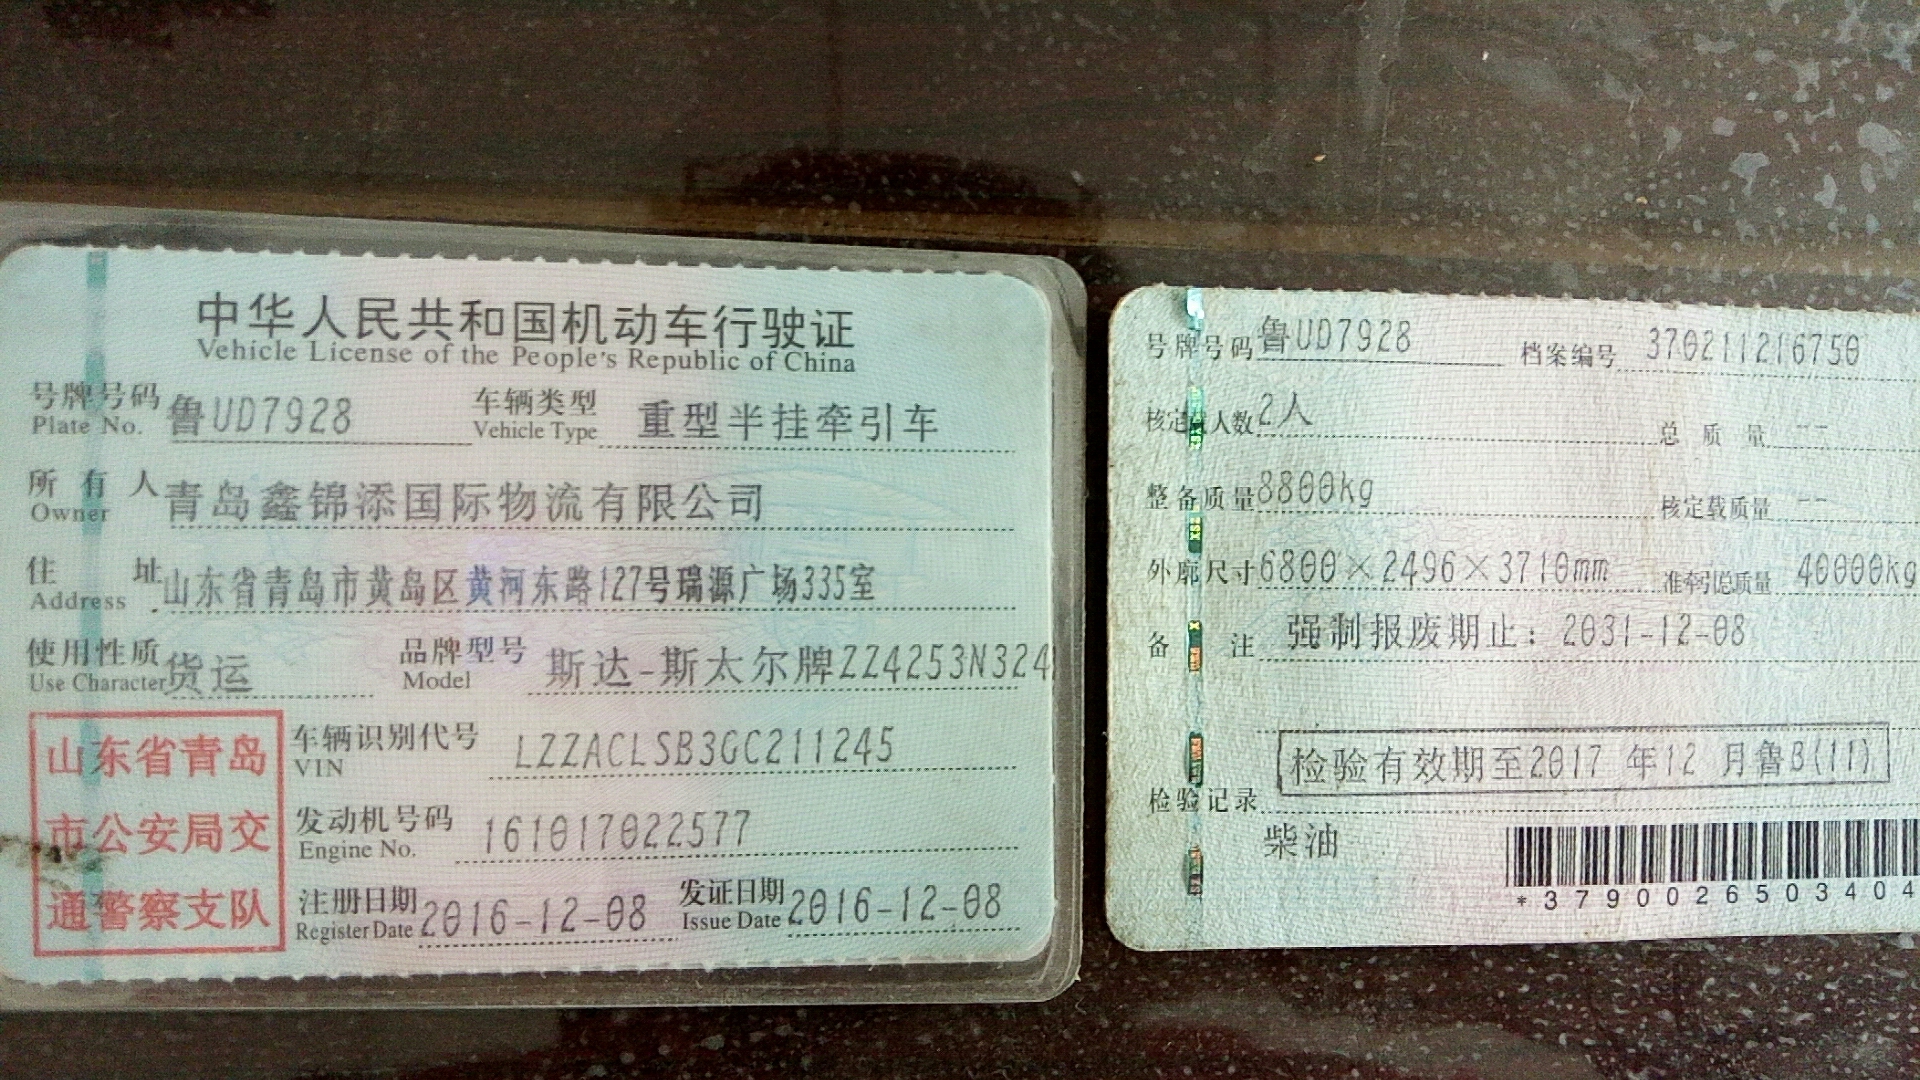 中华人民共和国机动车行驶证
Vehicle License of the People's Republic of China
号牌号码 鲁UD7928 车辆类型 重型半挂牵引车
Plate No. Vehicle Type
所有人 青岛鑫锦添国际物流有限公司
Owner
住址 山东省青岛市黄岛区黄河东路127号瑞源广场335室
Address
使用性质 货运 品牌型号 斯达-斯太尔牌ZZ4253N324
Use Character Model
山东省青岛
市公安局交
通警察支队
车辆识别代号 LZZACLSB3GC211245
VIN
发动机号码 161017022577
Engine No.
注册日期 2016-12-08 发证日期 2016-12-08
Register Date Issue Date
号牌号码 鲁UD7928 档案编号 370211216750
核定载人数 2人 总质量 --
整备质量 8800kg 核定载质量 --
外廓尺寸 6800×2496×3710mm 准牵引总质量 40000kg
备注 强制报废期止：2031-12-08
检验有效期至2017 年12 月鲁B(11)
检验记录
柴油
*3790026503404